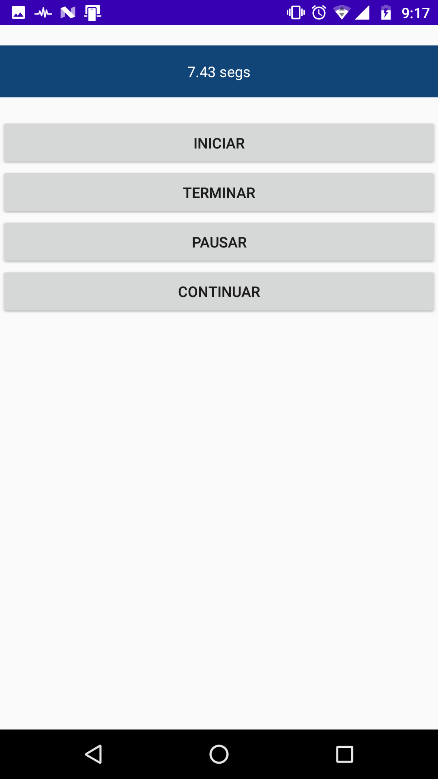 9:17
7.43 segs
INICIAR
TERMINAR
PAUSAR
CONTINUAR